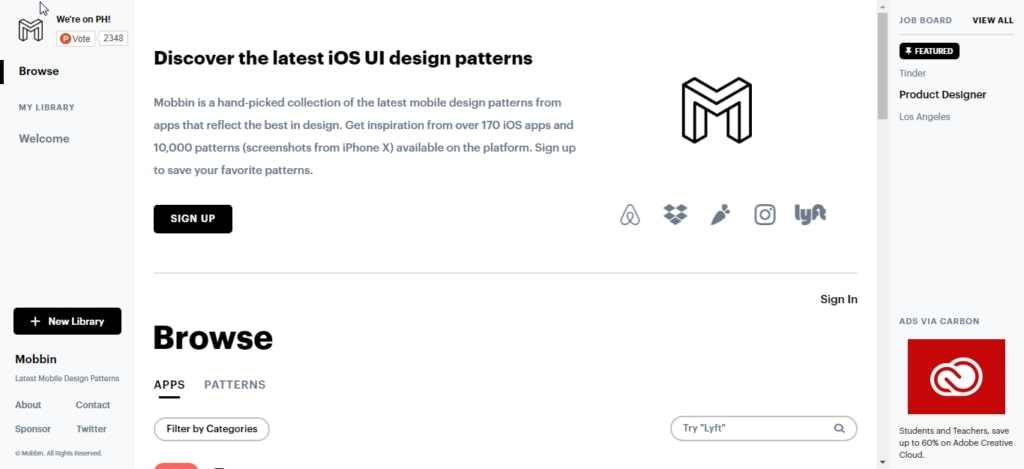 We're on PH!
Vote 2348
Browse
MY LIBRARY
Welcome
+ New Library
Mobbin
Latest Mobile Design Patterns
About Contact
Sponsor Twitter
© Mobbin. All Rights Reserved.
Discover the latest iOS UI design patterns
Mobbin is a hand-picked collection of the latest mobile design patterns from
apps that reflect the best in design. Get inspiration from over 170 iOS apps and
10,000 patterns (screenshots from iPhone X) available on the platform. Sign up
to save your favorite patterns.
SIGN UP
lyft
Sign In
Browse
APPS PATTERNS
Filter by Categories
Try "Lyft"
JOB BOARD VIEW ALL
FEATURED
Tinder
Product Designer
Los Angeles
ADS VIA CARBON
Students and Teachers, save
up to 60% on Adobe Creative
Cloud.